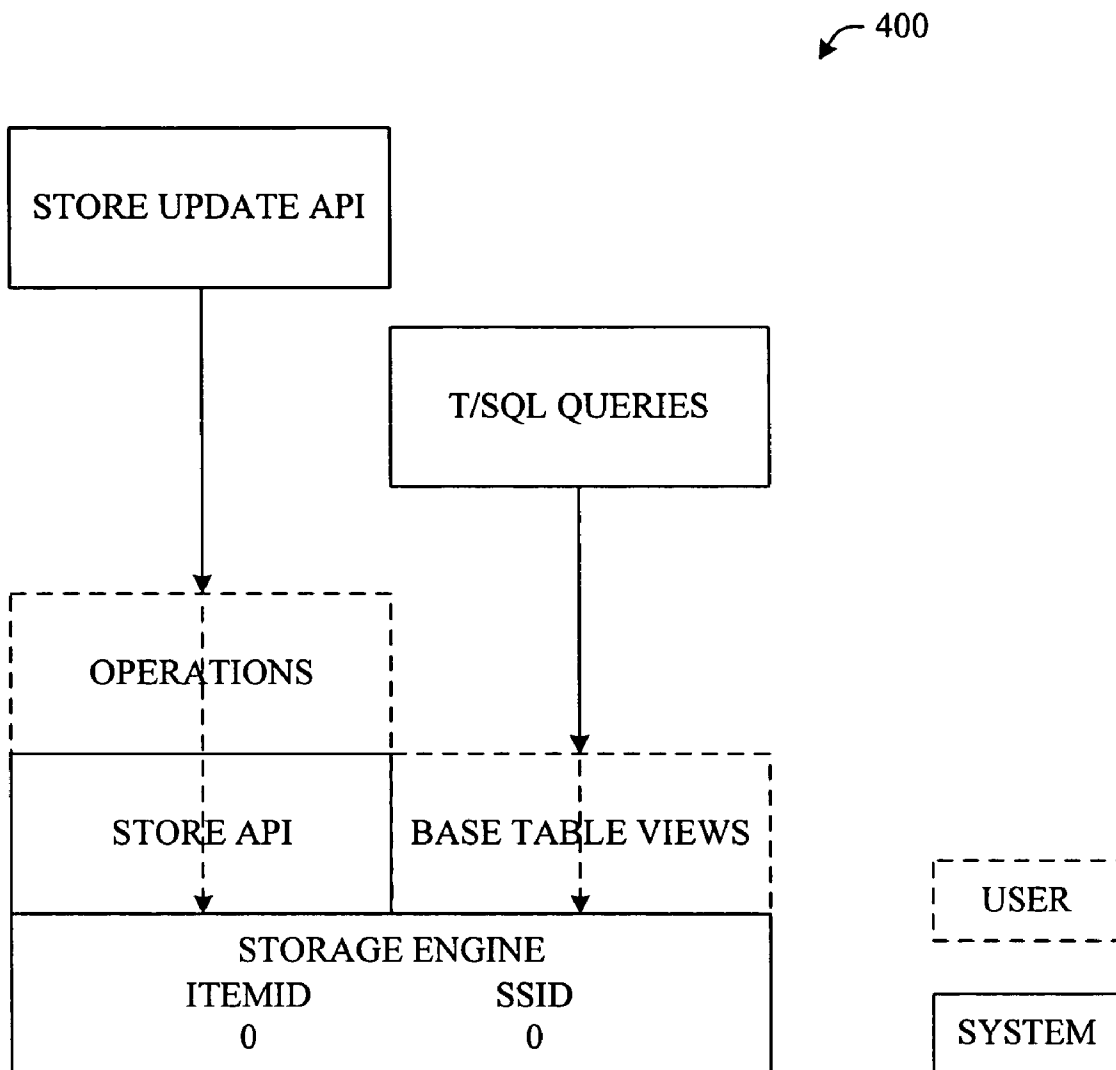 400
STORE UPDATE API
T/SQL QUERIES
OPERATIONS
STORE API
BASE TABLE VIEWS
STORAGE ENGINE
ITEMID SSID
0 0
USER
SYSTEM